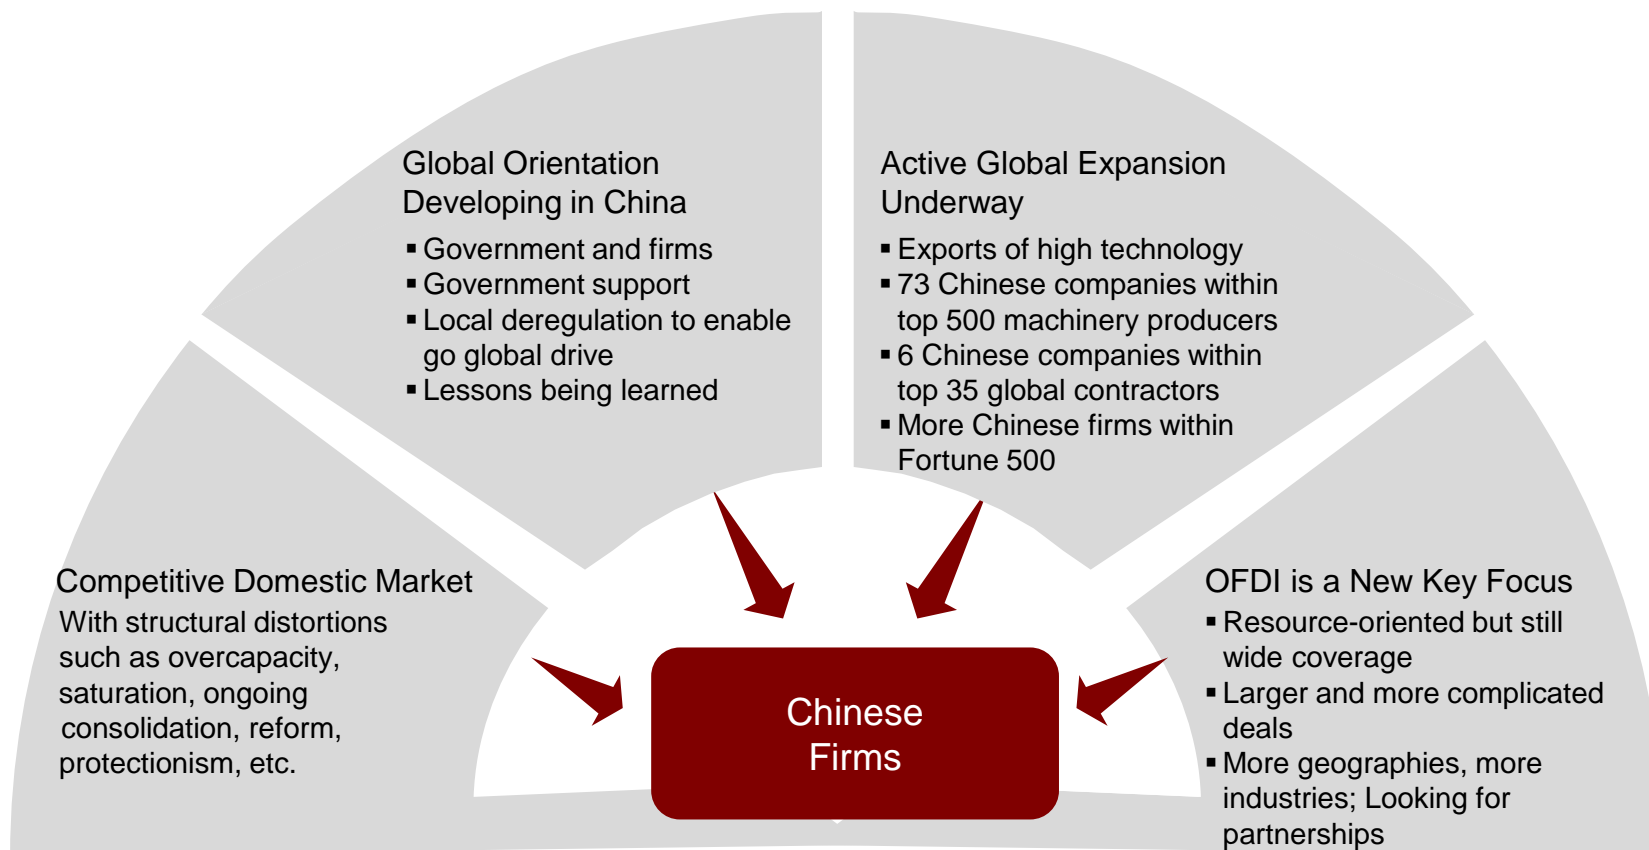 Global Orientation
Developing in China
▪ Government and firms
▪ Government support
▪ Local deregulation to enable
go global drive
▪ Lessons being learned
Active Global Expansion
Underway
▪ Exports of high technology
▪ 73 Chinese companies within
top 500 machinery producers
▪ 6 Chinese companies within
top 35 global contractors
▪ More Chinese firms within
Fortune 500
Competitive Domestic Market
With structural distortions
such as overcapacity,
saturation, ongoing
consolidation, reform,
protectionism, etc.
OFDI is a New Key Focus
▪ Resource-oriented but still
wide coverage
▪ Larger and more complicated
deals
▪ More geographies, more
industries; Looking for
partnerships
Chinese
Firms